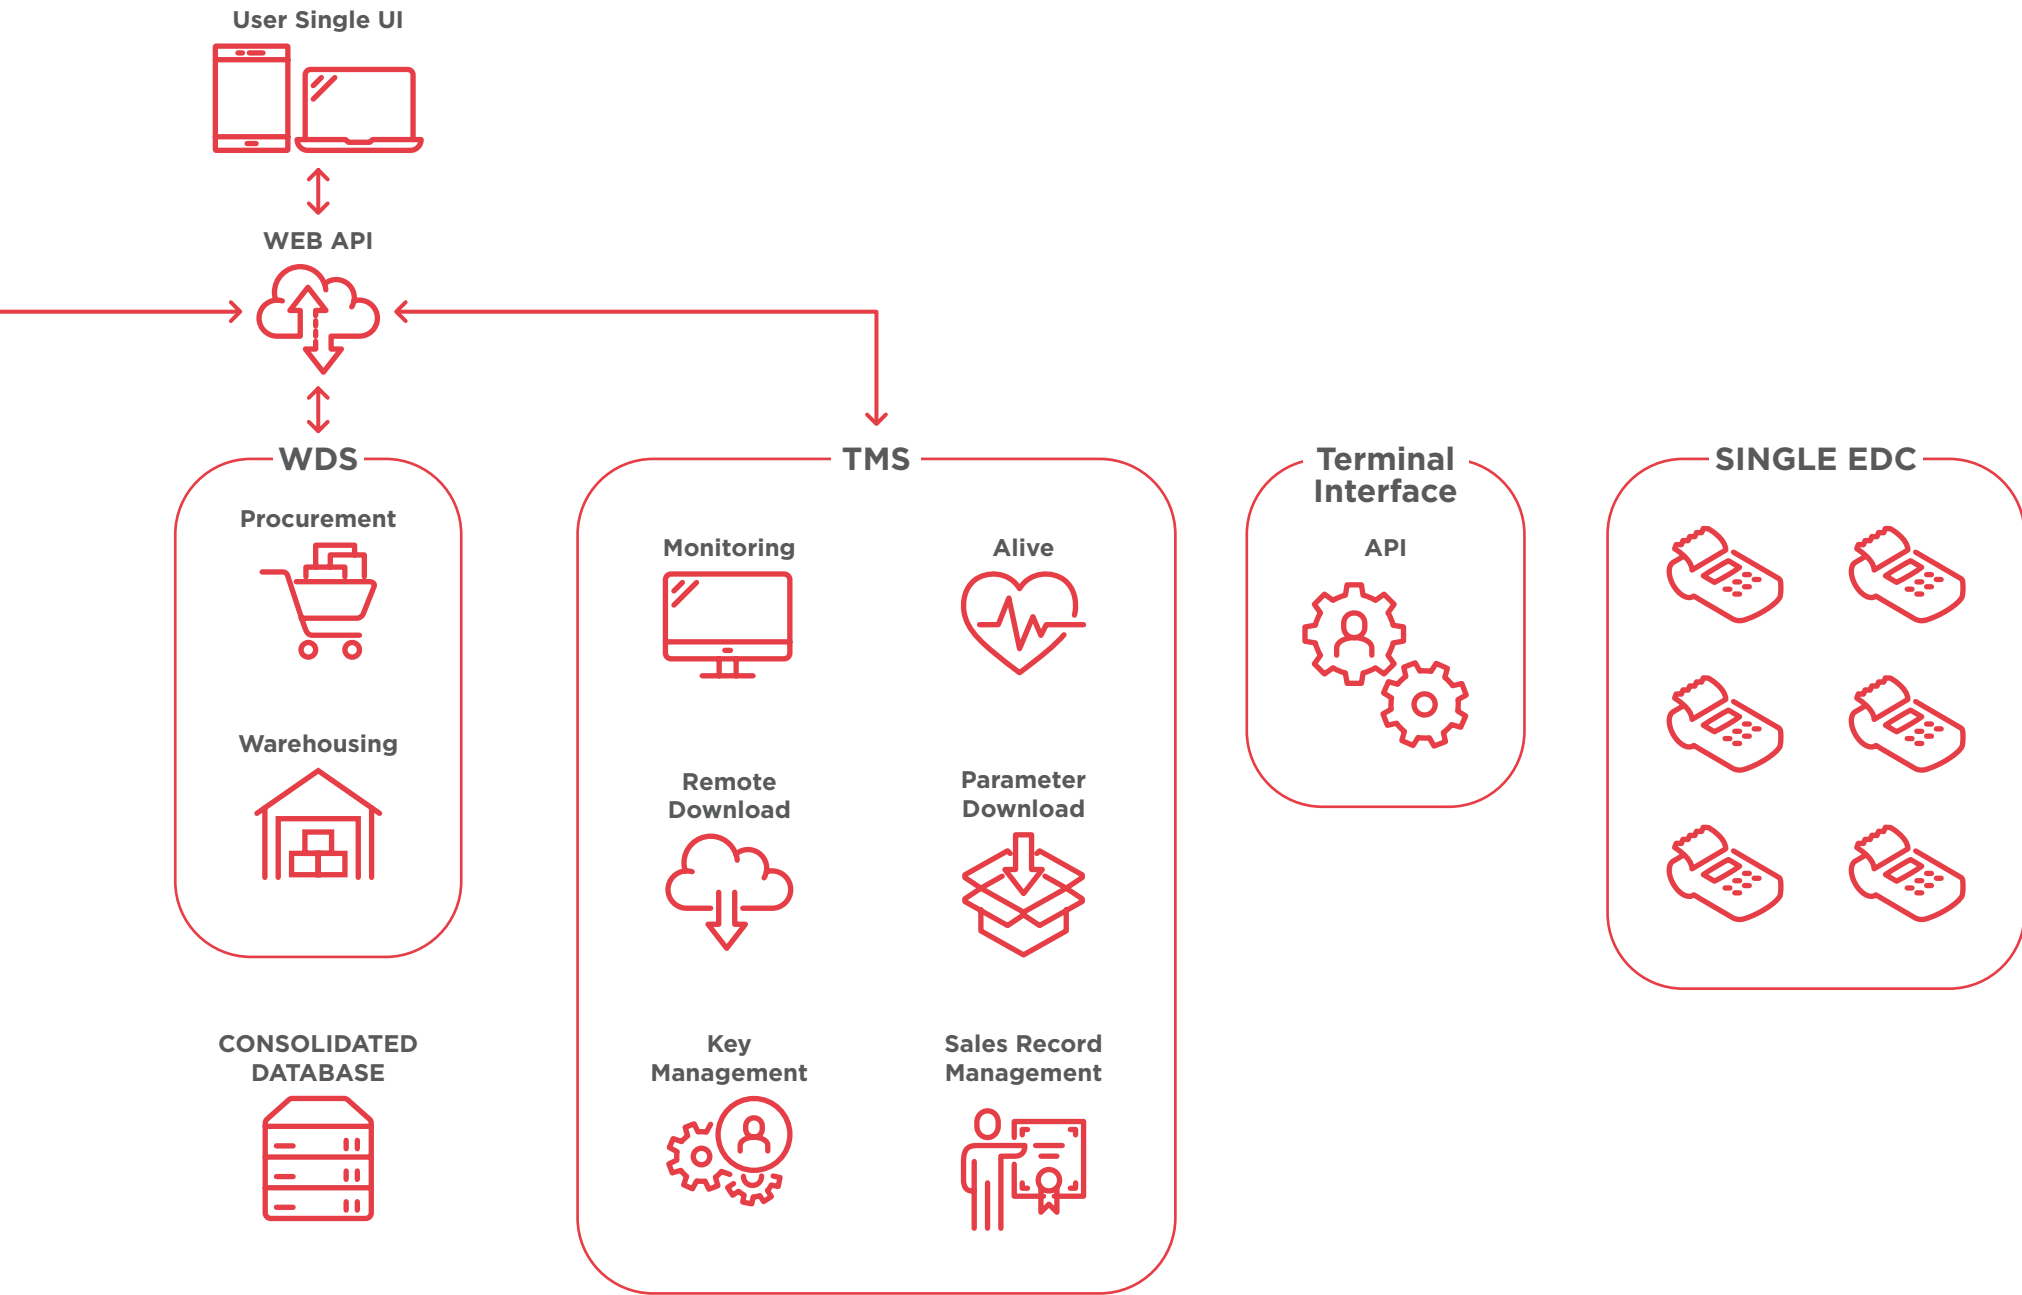 User Single UI
WEB API
WDS
Procurement
Warehousing
CONSOLIDATED
DATABASE
TMS
Monitoring
Alive
Remote
Download
Parameter
Download
Key
Management
Sales Record
Management
Terminal
Interface
API
SINGLE EDC